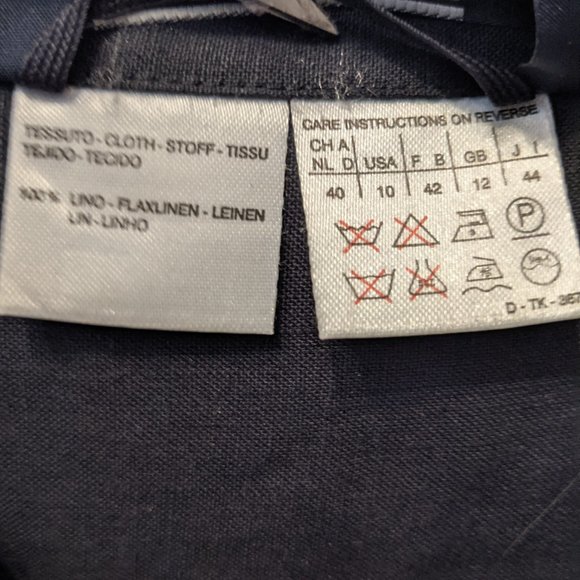 TESSUTO - CLOTH - STOFF - TISSU
TEJIDO - TECIDO
100% LINO - FLAXLINEN - LEINEN
LIN - LINHO
CARE INSTRUCTIONS ON REVERSE
CH A
NL D USA F B GB J I
40 10 42 12 44
P
D - TK -